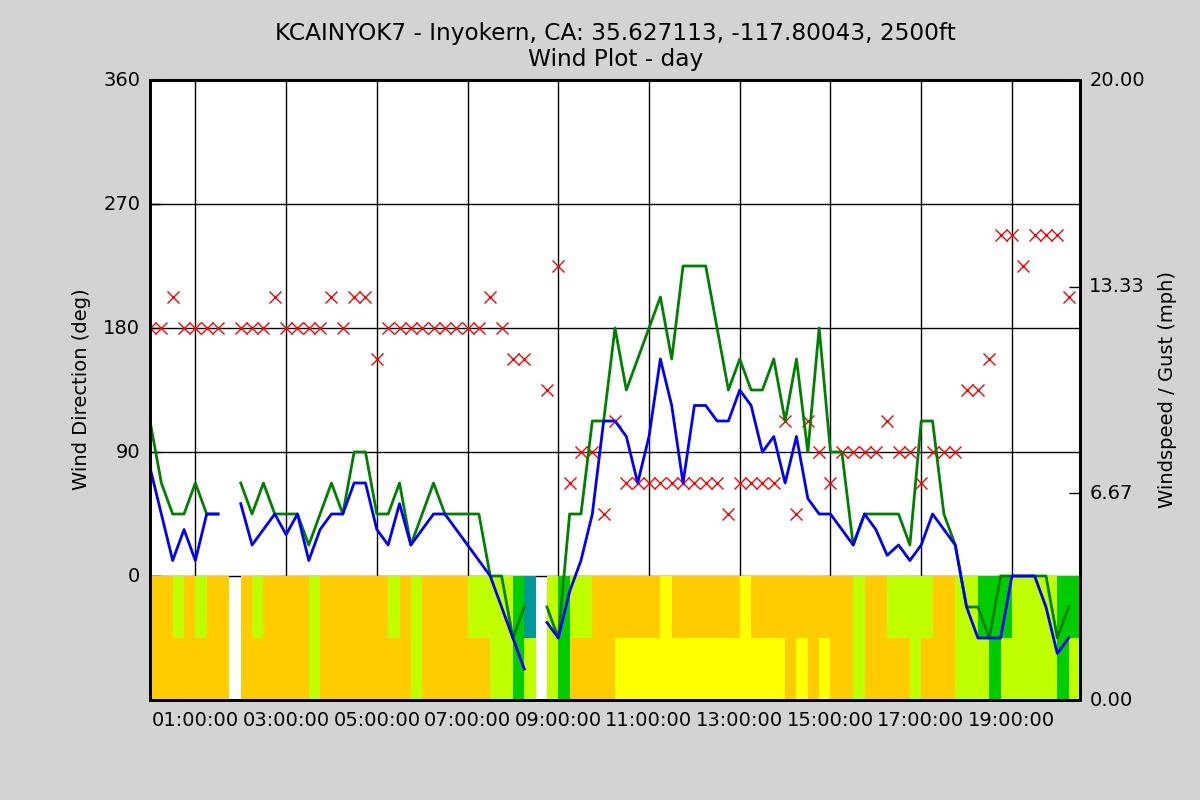 KCAINYOK7 - Inyokern, CA: 35.627113, -117.80043, 2500ft
Wind Plot - day
360
270
180
90
0
Wind Direction (deg)
20.00
13.33
6.67
0.00
Windspeed / Gust (mph)
01:00:00 03:00:00 05:00:00 07:00:00 09:00:00 11:00:00 13:00:00 15:00:00 17:00:00 19:00:00